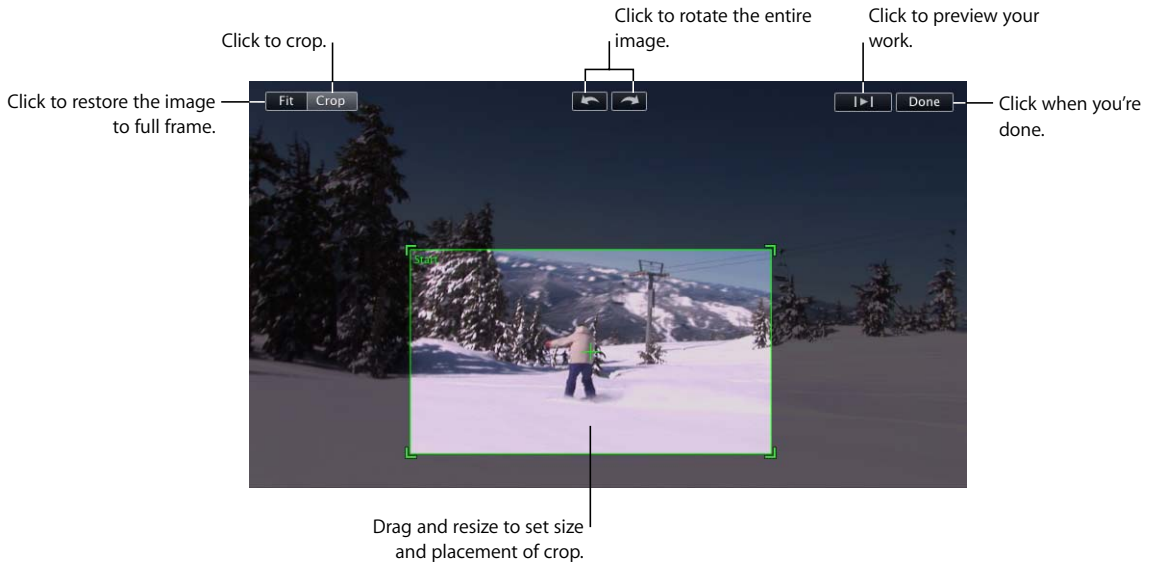 Click to rotate the entire
image.
Click to preview your
work.
Click to crop.
Click to restore the image
to full frame.
Fit Crop
Done
Click when you’re
done.
Start
Drag and resize to set size
and placement of crop.